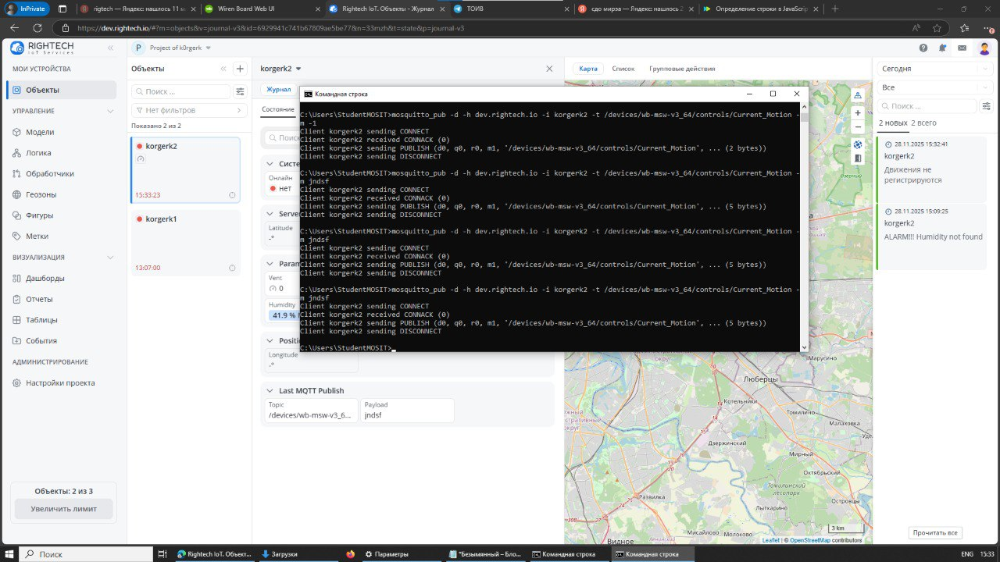 InPrivate
rigtech — Яндекс нашлось 11 м
Wiren Board Web UI
Rightech IoT. Объекты - Журнал
ТОИВ
сдо мирэа — Яндекс: нашлось 2
Определение строки в JavaScrip
https://dev.rightech.io/#?m=objects&v=journal-v3&id=6929941c741b67809ae5be77&n=33mzh&t=state&p=journal-v3
RIGHTECH
IoT Services
P Project of k0rgerk
МОИ УСТРОЙСТВА
Объекты
УПРАВЛЕНИЕ
Модели
Логика
Обработчики
Геозоны
Фигуры
Метки
ВИЗУАЛИЗАЦИЯ
Дашборды
Отчеты
Таблицы
События
АДМИНИСТРИРОВАНИЕ
Настройки проекта
Объекты: 2 из 3
Увеличить лимит
Объекты
Поиск ...
Нет фильтров
Показано 2 из 2
korgerk2
15:33:23
korgerk1
13:07:00
korgerk2
Журнал
Состояние
Поис
Систе
Онлайн
нет
Serve
Latitude
-°
Param
Vent
0
Humidity
41.9 %
Positi
Longitude
-°
Last MQTT Publish
Topic
/devices/wb-msw-v3_6...
Payload
jndsf
Командная строка
C:\Users\StudentMOSIT>mosquitto_pub -d -h dev.rightech.io -i korgerk2 -t /devices/wb-msw-v3_64/controls/Current_Motion -
m -1
Client korgerk2 sending CONNECT
Client korgerk2 received CONNACK (0)
Client korgerk2 sending PUBLISH (d0, q0, r0, m1, '/devices/wb-msw-v3_64/controls/Current_Motion', ... (2 bytes))
Client korgerk2 sending DISCONNECT
C:\Users\StudentMOSIT>mosquitto_pub -d -h dev.rightech.io -i korgerk2 -t /devices/wb-msw-v3_64/controls/Current_Motion -
m jndsf
Client korgerk2 sending CONNECT
Client korgerk2 received CONNACK (0)
Client korgerk2 sending PUBLISH (d0, q0, r0, m1, '/devices/wb-msw-v3_64/controls/Current_Motion', ... (5 bytes))
Client korgerk2 sending DISCONNECT
C:\Users\StudentMOSIT>mosquitto_pub -d -h dev.rightech.io -i korgerk2 -t /devices/wb-msw-v3_64/controls/Current_Motion -
m jndsf
Client korgerk2 sending CONNECT
Client korgerk2 received CONNACK (0)
Client korgerk2 sending PUBLISH (d0, q0, r0, m1, '/devices/wb-msw-v3_64/controls/Current_Motion', ... (5 bytes))
Client korgerk2 sending DISCONNECT
C:\Users\StudentMOSIT>mosquitto_pub -d -h dev.rightech.io -i korgerk2 -t /devices/wb-msw-v3_64/controls/Current_Motion -
m jndsf
Client korgerk2 sending CONNECT
Client korgerk2 received CONNACK (0)
Client korgerk2 sending PUBLISH (d0, q0, r0, m1, '/devices/wb-msw-v3_64/controls/Current_Motion', ... (5 bytes))
Client korgerk2 sending DISCONNECT
C:\Users\StudentMOSIT>
Карта
Список
Групповые действия
Марусино
Люберцы
Котельники
Томилино
Малаховка
Дзержинский
Мирный
Октябрьский
Томилинский
лесопарк
Островцы
Развилка
Лыткарино
Мисайлово
Молоково
Видное
3 km
Leaflet | © OpenStreetMap contributors
Сегодня
Все
Поиск ...
2 новых
2 всего
28.11.2025 15:32:41
korgerk2
Движения не
регистрируются
28.11.2025 15:09:25
korgerk2
ALARM!!! Humidity not found
Прочитать все
Поиск
Rightech IoT. Объект...
Загрузки
Параметры
"Безымянный – Бло...
Командная строка
Командная строка
ENG
15:33